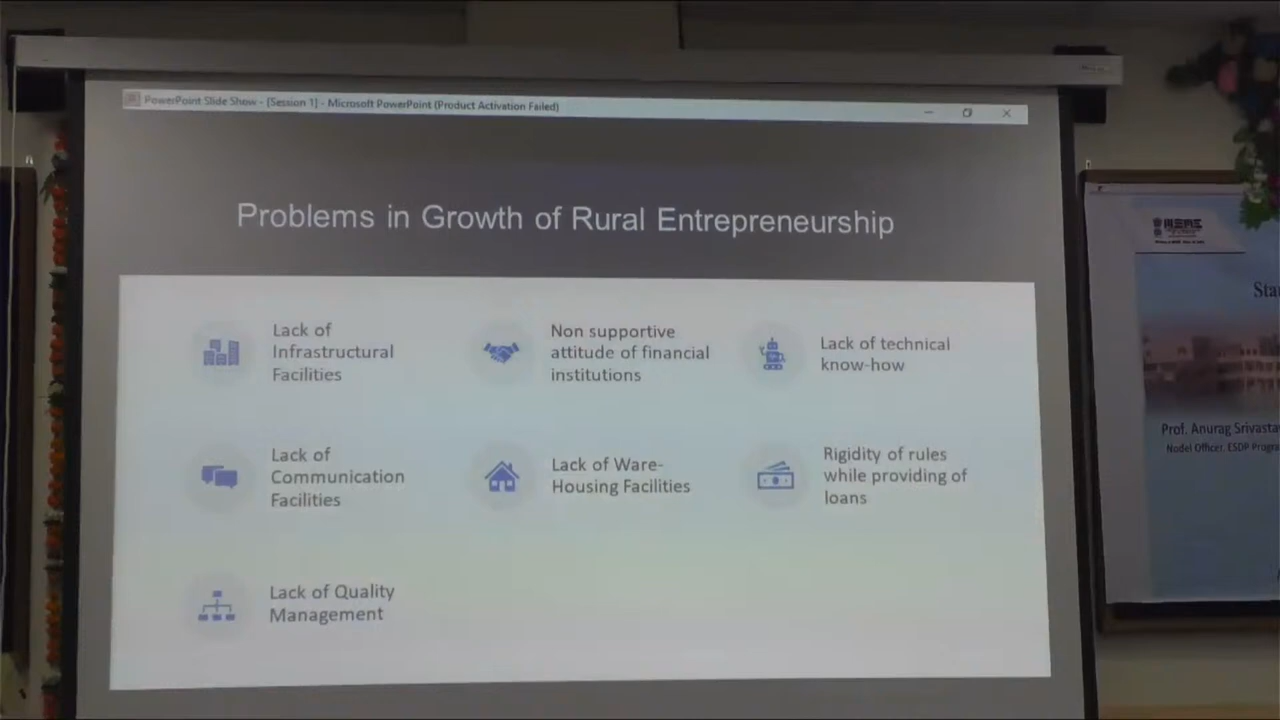 PowerPoint Slide Show - [Session 1] - Microsoft PowerPoint (Product Activation Failed)
Problems in Growth of Rural Entrepreneurship
Lack of
Infrastructural
Facilities
Non supportive
attitude of financial
institutions
Lack of technical
know-how
Lack of
Communication
Facilities
Lack of Ware-
Housing Facilities
Rigidity of rules
while providing of
loans
Lack of Quality
Management
Prof. Anurag
Nodel Officer, ESDP